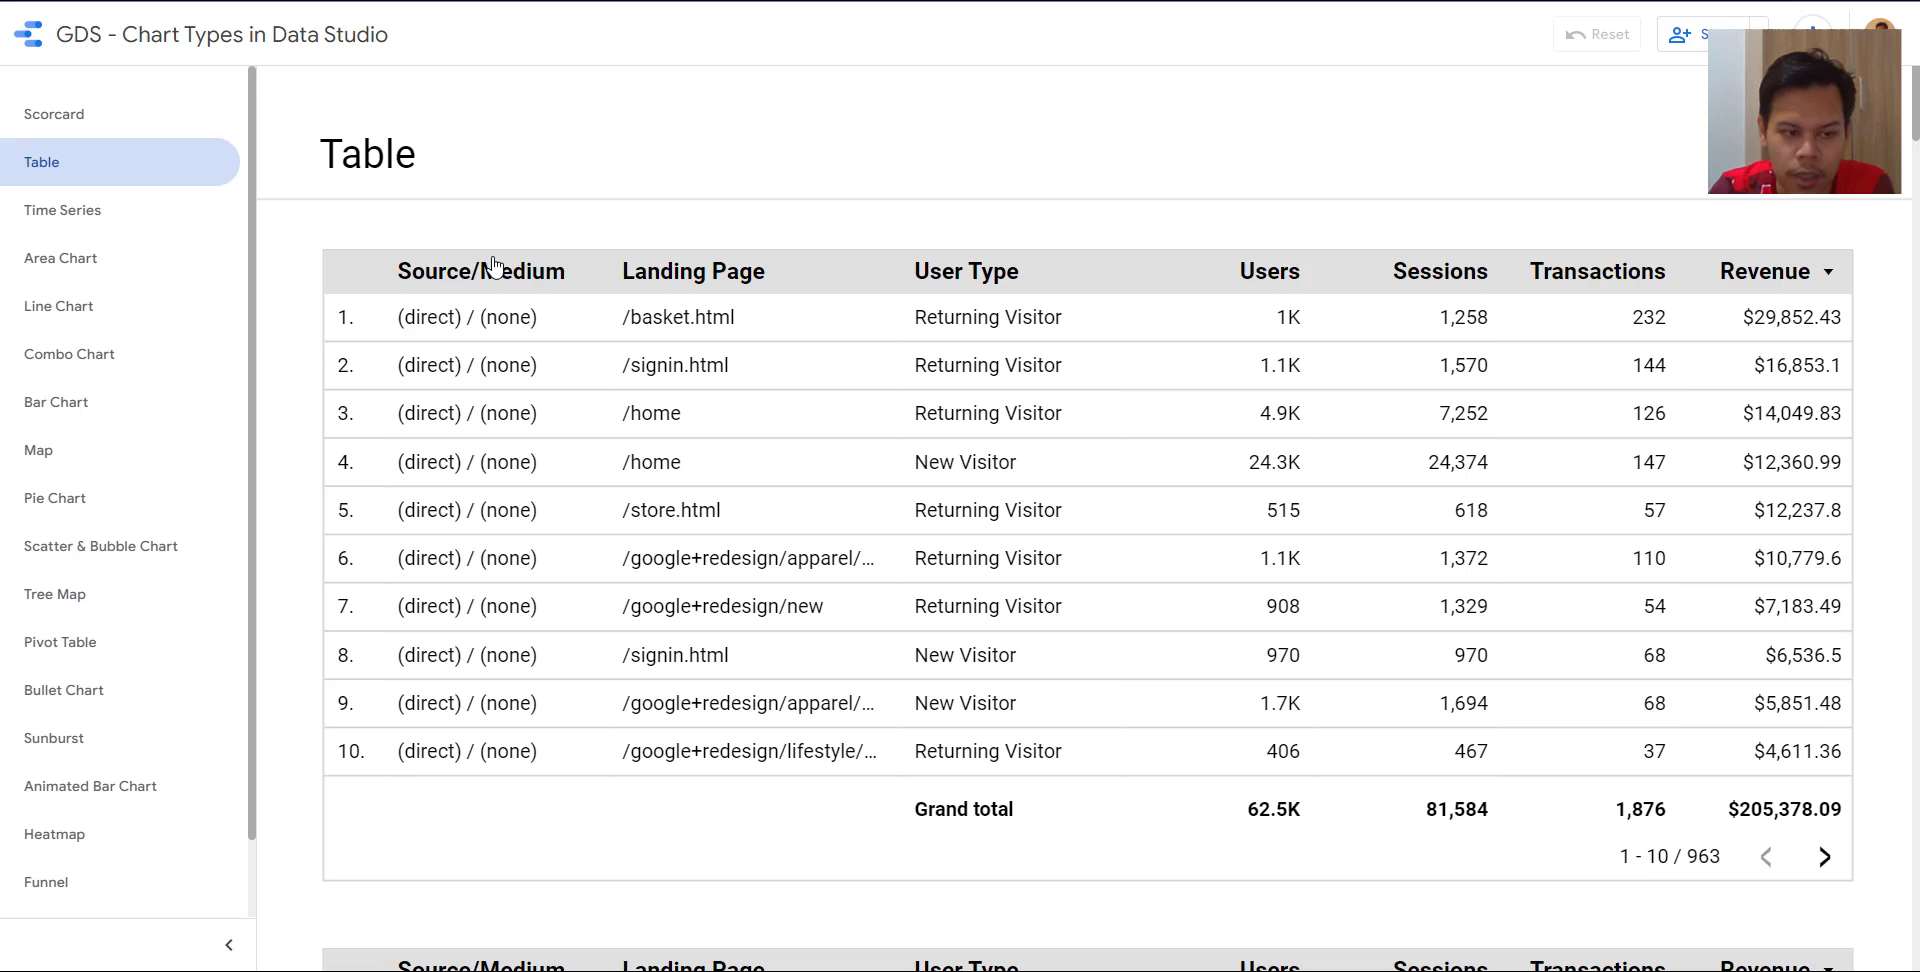 GDS - Chart Types in Data Studio
Reset
Scorcard
Table
Time Series
Area Chart
Line Chart
Combo Chart
Bar Chart
Map
Pie Chart
Scatter & Bubble Chart
Tree Map
Pivot Table
Bullet Chart
Sunburst
Animated Bar Chart
Heatmap
Funnel
Table
Source/Medium Landing Page User Type Users Sessions Transactions Revenue
1. (direct) / (none) /basket.html Returning Visitor 1K 1,258 232 $29,852.43
2. (direct) / (none) /signin.html Returning Visitor 1.1K 1,570 144 $16,853.1
3. (direct) / (none) /home Returning Visitor 4.9K 7,252 126 $14,049.83
4. (direct) / (none) /home New Visitor 24.3K 24,374 147 $12,360.99
5. (direct) / (none) /store.html Returning Visitor 515 618 57 $12,237.8
6. (direct) / (none) /google+redesign/apparel/... Returning Visitor 1.1K 1,372 110 $10,779.6
7. (direct) / (none) /google+redesign/new Returning Visitor 908 1,329 54 $7,183.49
8. (direct) / (none) /signin.html New Visitor 970 970 68 $6,536.5
9. (direct) / (none) /google+redesign/apparel/... New Visitor 1.7K 1,694 68 $5,851.48
10. (direct) / (none) /google+redesign/lifestyle/... Returning Visitor 406 467 37 $4,611.36
Grand total 62.5K 81,584 1,876 $205,378.09
1 - 10 / 963
Source/Medium Landing Page User Type Users Sessions Transactions Revenue